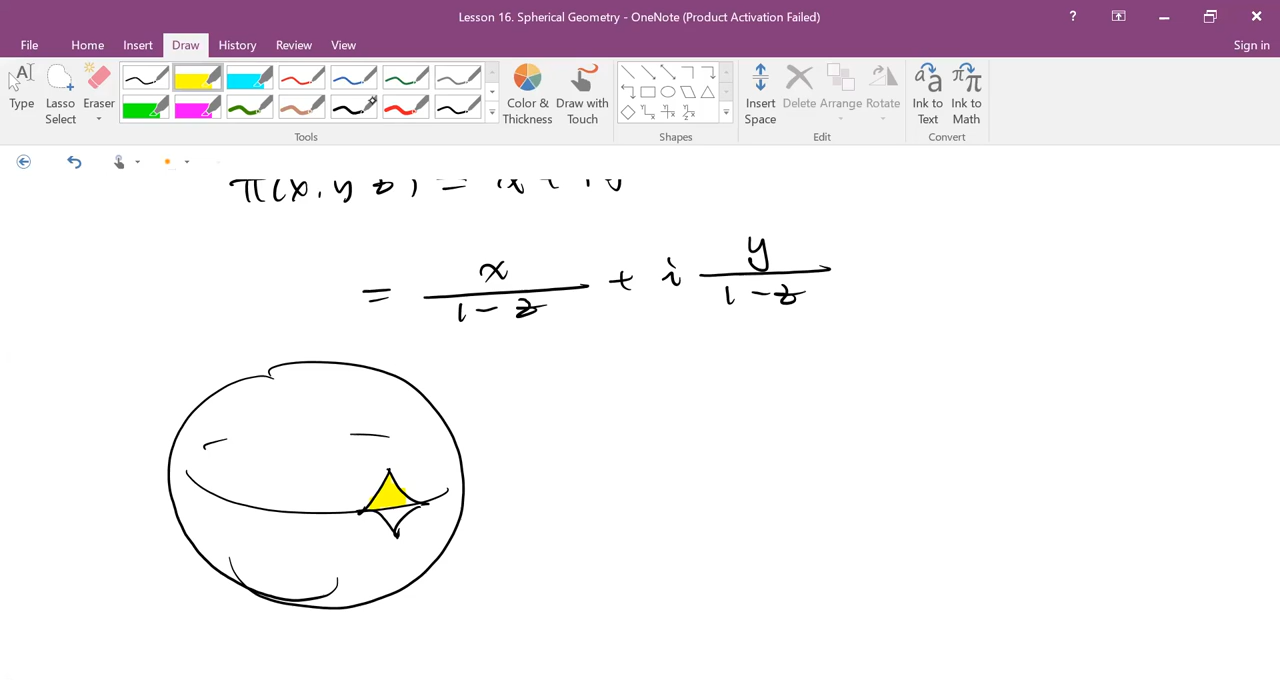 Lesson 16. Spherical Geometry - OneNote (Product Activation Failed)
?
File Home Insert Draw History Review View
Sign in
Type Lasso Select Eraser
Color & Thickness Draw with Touch
Insert Space Delete Arrange Rotate
Ink to Text Ink to Math
Tools Shapes Edit Convert
π(x, y z) =
= x/(1-z) + i y/(1-z)